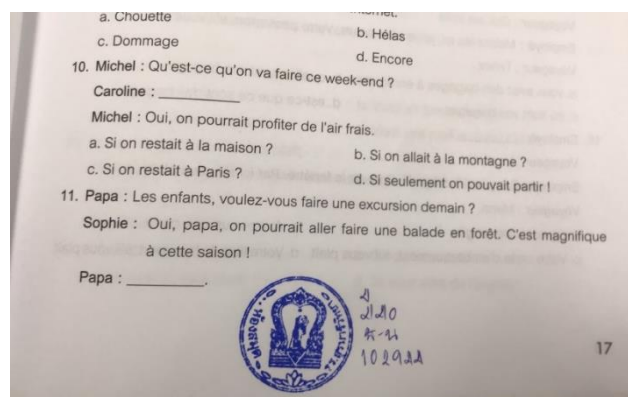 a. Chouette
b. Hélas
c. Dommage
d. Encore
10. Michel : Qu'est-ce qu'on va faire ce week-end ?
Caroline : __________
Michel : Oui, on pourrait profiter de l'air frais.
a. Si on restait à la maison ?
b. Si on allait à la montagne ?
c. Si on restait à Paris ?
d. Si seulement on pouvait partir !
11. Papa : Les enfants, voulez-vous faire une excursion demain ?
Sophie : Oui, papa, on pourrait aller faire une balade en forêt. C'est magnifique
à cette saison !
Papa : __________.
17